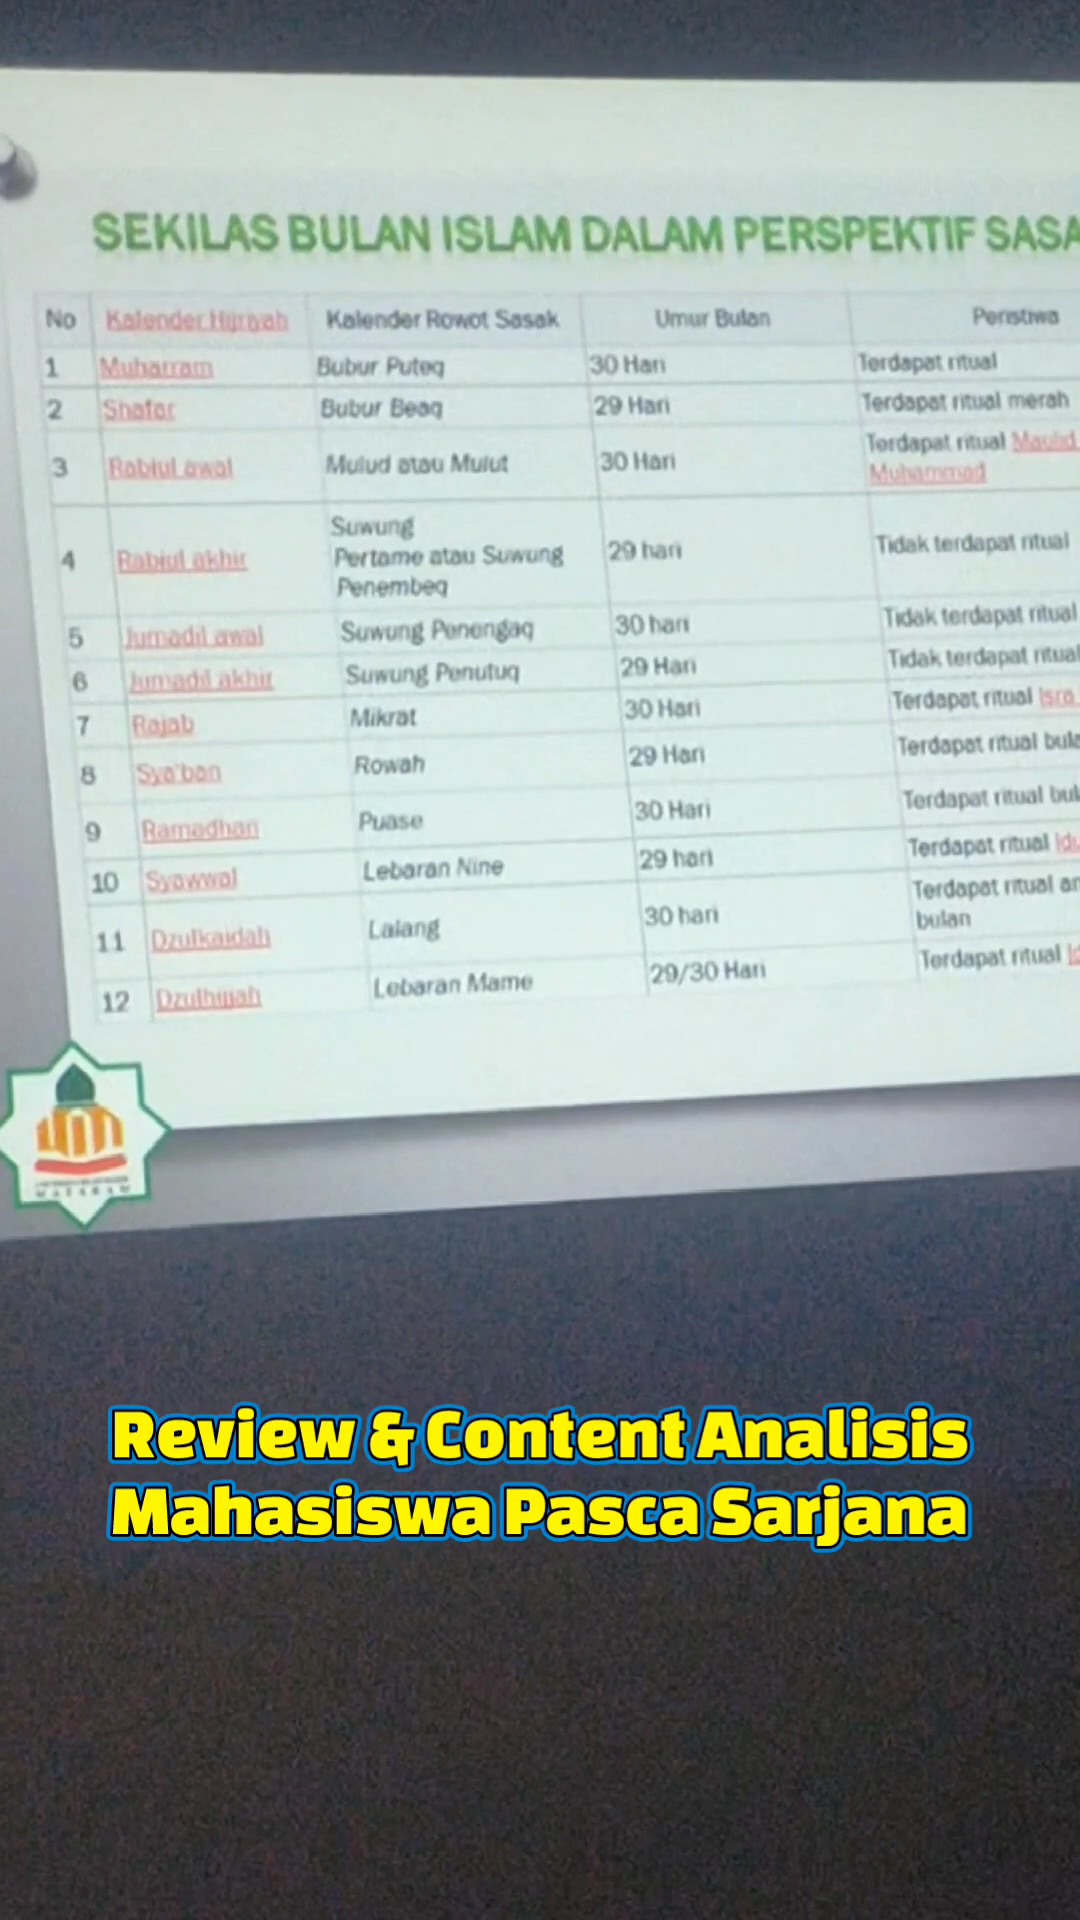 SEKILAS BULAN ISLAM DALAM PERSPEKTIF SASA
No Kalender Hijriyah Kalender Rowot Sasak Umur Bulan Peristiwa
1 Muharram Bubur Puteq 30 Hari Terdapat ritual
2 Shafar Bubur Beaq 29 Hari Terdapat ritual merah
3 Rabiul awal Mulud atau Mulut 30 Hari Terdapat ritual Maulid
Muhammad
4 Rabiul akhir Suwung
Pertame atau Suwung
Penembeq 29 hari Tidak terdapat ritual
5 Jumadil awal Suwung Penengaq 30 hari Tidak terdapat ritual
6 Jumadil akhir Suwung Penutuq 29 Hari Tidak terdapat ritual
7 Rajab Mikrat 30 Hari Terdapat ritual Isra
8 Sya'ban Rowah 29 Hari Terdapat ritual bula
9 Ramadhan Puase 30 Hari Terdapat ritual bul
10 Syawwal Lebaran Nine 29 hari Terdapat ritual Idu
11 Dzulkaidah Lalang 30 hari Terdapat ritual an
bulan
12 Dzulhijjah Lebaran Mame 29/30 Hari Terdapat ritual Id
MATARAM
Review & Content Analisis
Mahasiswa Pasca Sarjana